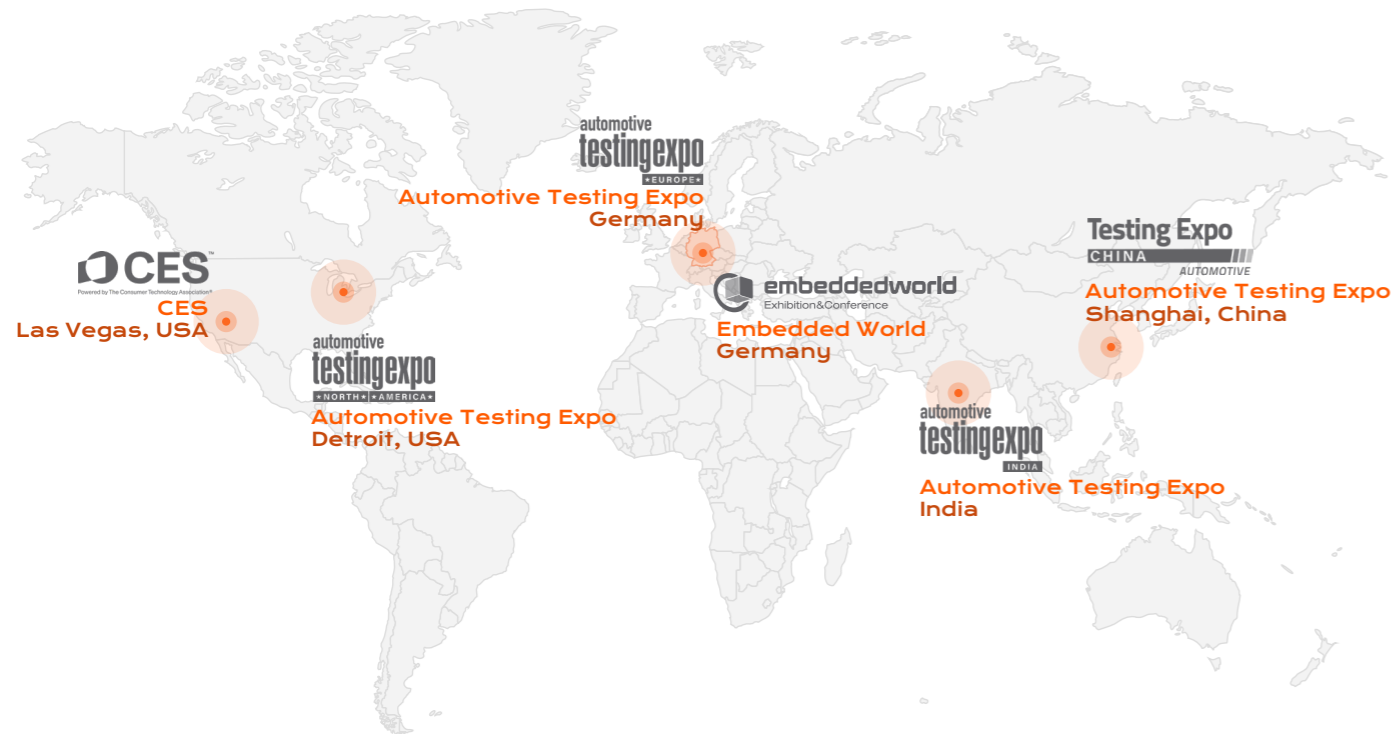 automotive
testingexpo
★EUROPE★
Automotive Testing Expo
Germany
CES™
Powered by The Consumer Technology Association®
CES
Las Vegas, USA
automotive
testingexpo
★NORTH★ ★AMERICA★
Automotive Testing Expo
Detroit, USA
embeddedworld
Exhibition&Conference
Embedded World
Germany
Testing Expo
CHINA
AUTOMOTIVE
Automotive Testing Expo
Shanghai, China
automotive
testingexpo
INDIA
Automotive Testing Expo
India